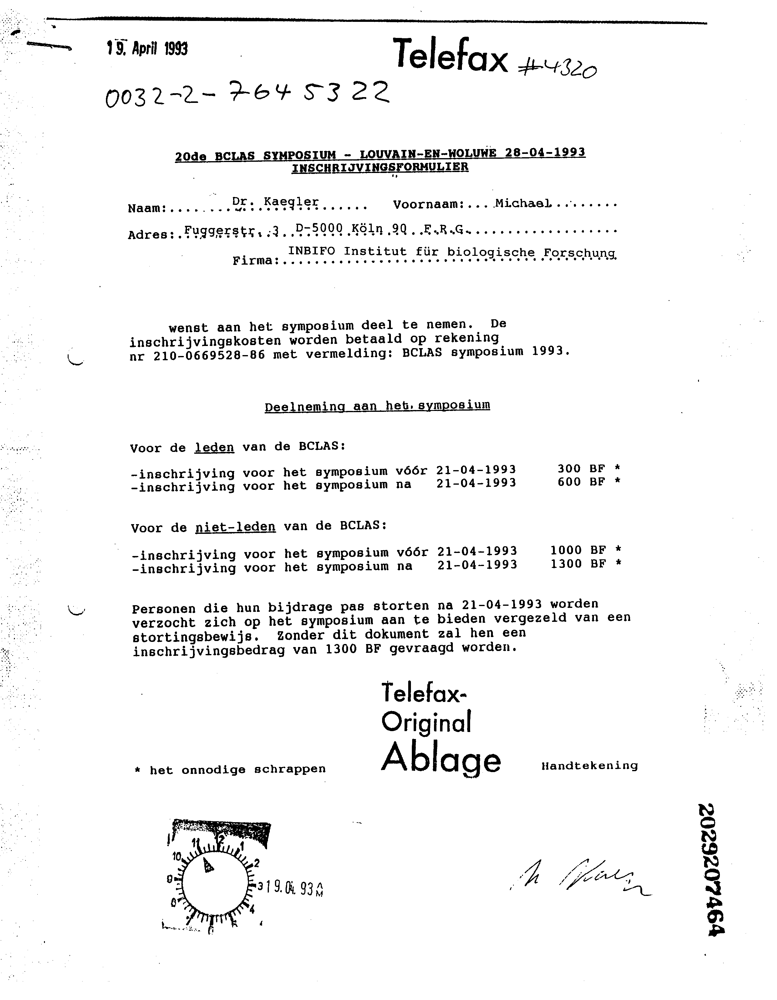 19. April 1993
Telefax #4320
0032-2-7645322
20de BCLAS SYMPOSIUM - LOUVAIN-EN-WOLUWE 28-04-1993
INSCHRIJVINGSFORMULIER
Naam:........Dr. Kaegler...... Voornaam:....Michael........
Adres:.Fuggerstr. 3 D-5000 Köln 90 F.R.G...................
INBIFO Institut für biologische Forschung
Firma:.......................................
wenst aan het symposium deel te nemen. De
inschrijvingskosten worden betaald op rekening
nr 210-0669528-86 met vermelding: BCLAS symposium 1993.
Deelneming aan het symposium
Voor de leden van de BCLAS:
-inschrijving voor het symposium vóór 21-04-1993 300 BF *
-inschrijving voor het symposium na 21-04-1993 600 BF *
Voor de niet-leden van de BCLAS:
-inschrijving voor het symposium vóór 21-04-1993 1000 BF *
-inschrijving voor het symposium na 21-04-1993 1300 BF *
Personen die hun bijdrage pas storten na 21-04-1993 worden
verzocht zich op het symposium aan te bieden vergezeld van een
stortingsbewijs. Zonder dit dokument zal hen een
inschrijvingsbedrag van 1300 BF gevraagd worden.
Telefax-
Original
Ablage
* het onnodige schrappen
Handtekening
12 1 2 3 4 5 6 7 8 9 10 11
19.04.93
2029207464